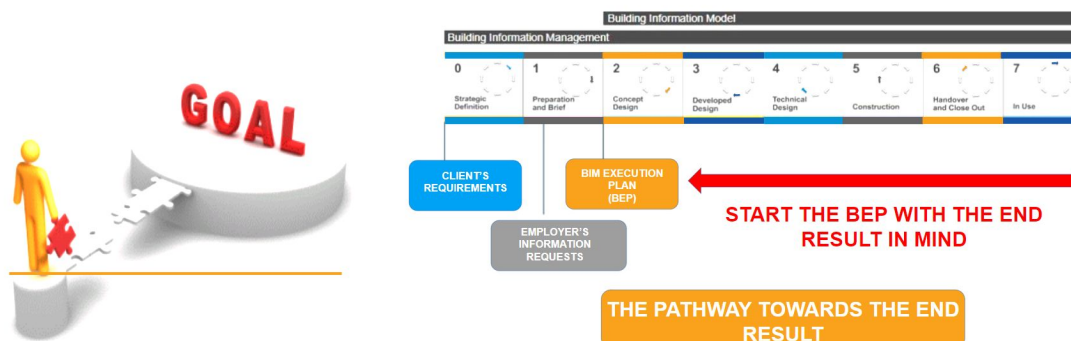 GOAL
Building Information Model
Building Information Management
0
Strategic
Definition
1
Preparation
and Brief
2
Concept
Design
3
Developed
Design
4
Technical
Design
5
Construction
6
Handover
and Close Out
7
In Use
CLIENT'S
REQUIREMENTS
EMPLOYER'S
INFORMATION
REQUESTS
BIM EXECUTION
PLAN
(BEP)
START THE BEP WITH THE END
RESULT IN MIND
THE PATHWAY TOWARDS THE END
RESULT